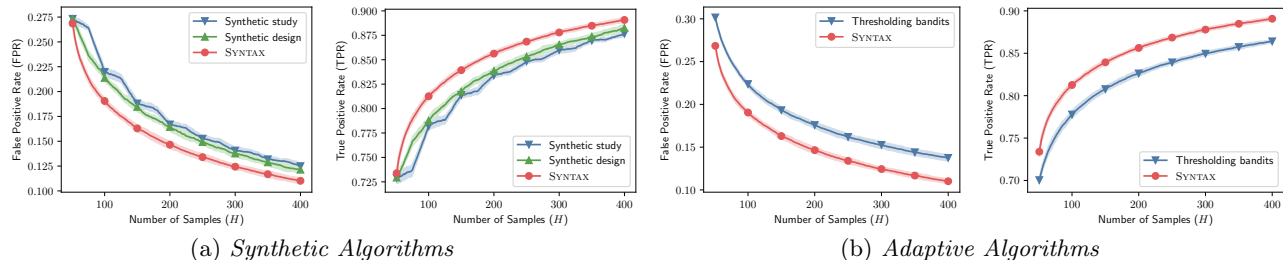 False Positive Rate (FPR)
0.275
0.250
0.225
0.200
0.175
0.150
0.125
0.100
Synthetic study
Synthetic design
SYNTAX
100
200
300
400
Number of Samples (H)
True Positive Rate (TPR)
0.900
0.875
0.850
0.825
0.800
0.775
0.750
0.725
Synthetic study
Synthetic design
SYNTAX
100
200
300
400
Number of Samples (H)
(a) Synthetic Algorithms
False Positive Rate (FPR)
0.30
0.25
0.20
0.15
0.10
Thresholding bandits
SYNTAX
100
200
300
400
Number of Samples (H)
True Positive Rate (TPR)
0.90
0.85
0.80
0.75
0.70
Thresholding bandits
SYNTAX
100
200
300
400
Number of Samples (H)
(b) Adaptive Algorithms